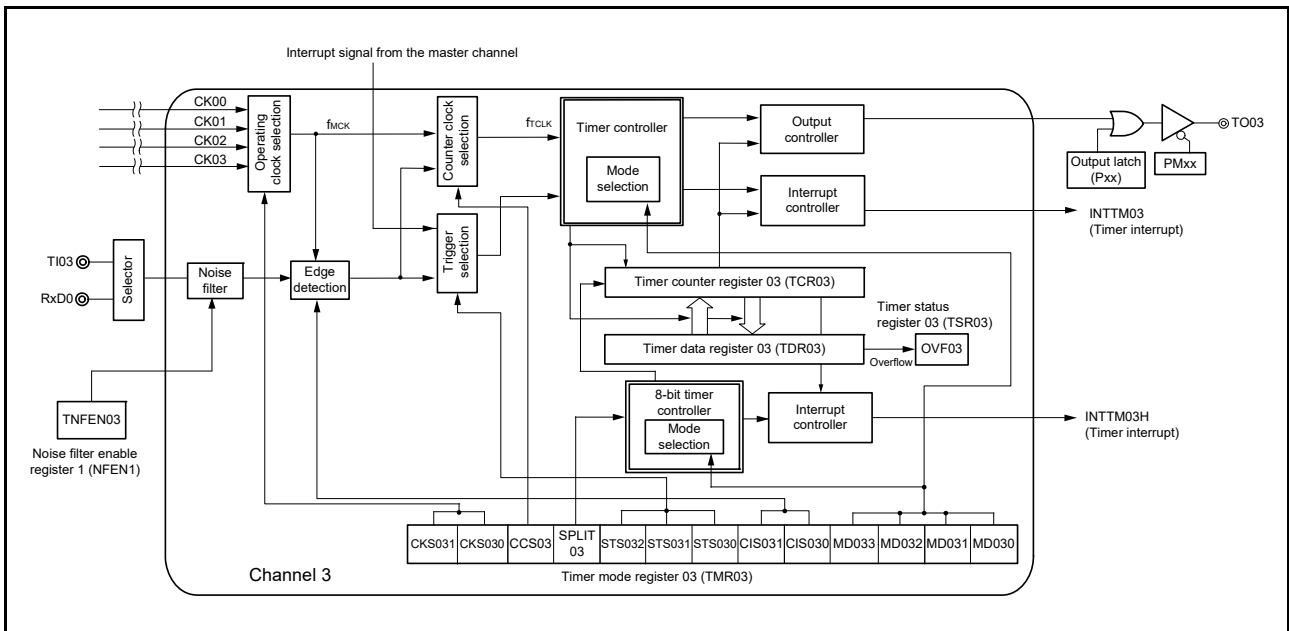 Interrupt signal from the master channel
CK00
CK01
CK02
CK03
Operating
clock selection
fMCK
Counter clock
selection
fTCLK
Timer controller
Mode
selection
Output
controller
TO03
Output latch
(Pxx)
PMxx
Interrupt
controller
INTTM03
(Timer interrupt)
Trigger
selection
TI03
RxD0
Selector
Noise
filter
Edge
detection
Timer counter register 03 (TCR03)
Timer status
register 03 (TSR03)
Timer data register 03 (TDR03)
Overflow
OVF03
8-bit timer
controller
Mode
selection
Interrupt
controller
INTTM03H
(Timer interrupt)
TNFEN03
Noise filter enable
register 1 (NFEN1)
CKS031 CKS030 CCS03 SPLIT
03 STS032 STS031 STS030 CIS031 CIS030 MD033 MD032 MD031 MD030
Channel 3
Timer mode register 03 (TMR03)